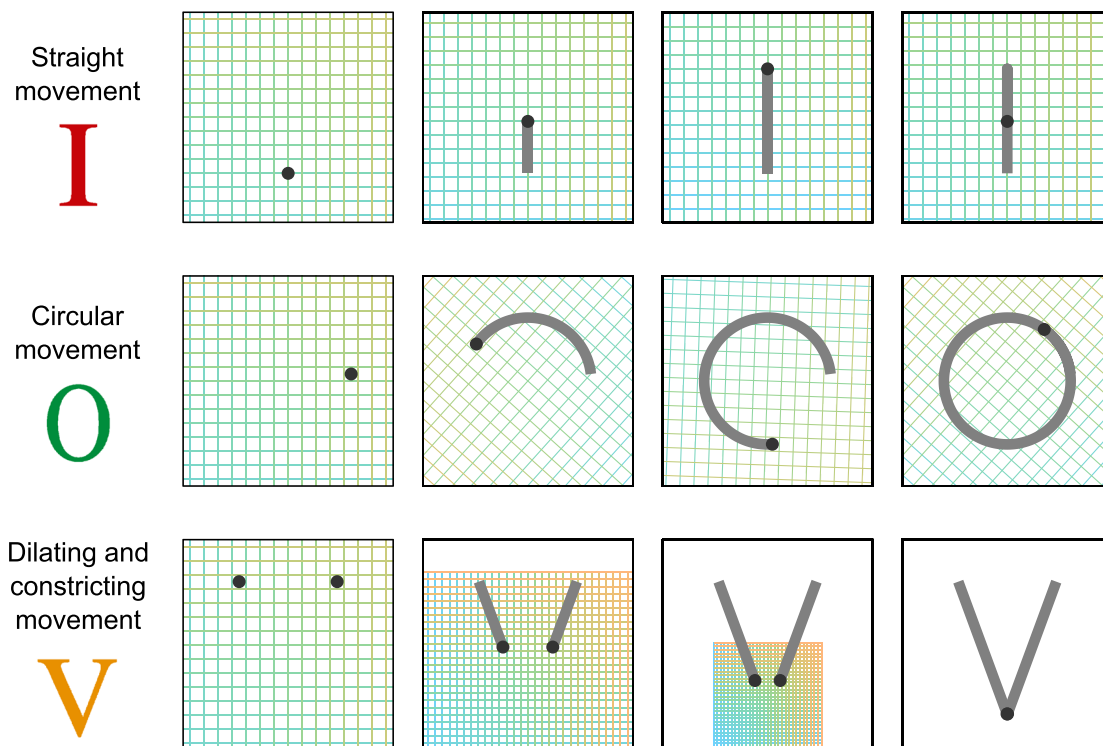 Straight
movement
I
Circular
movement
O
Dilating and
constricting
movement
V